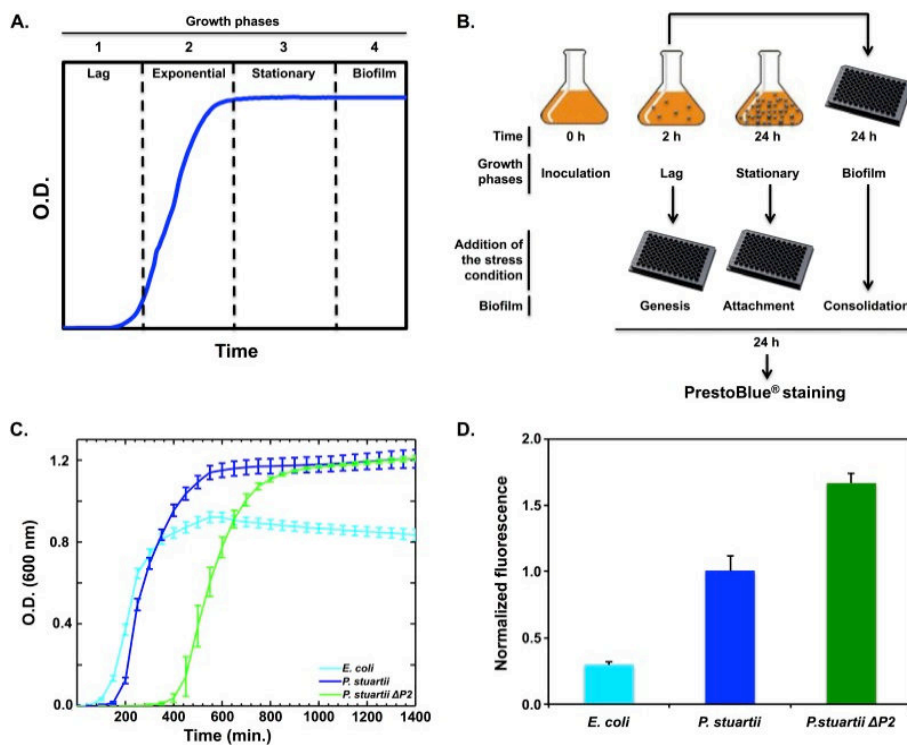 A.
Growth phases
1 2 3 4
Lag Exponential Stationary Biofilm
O.D.
Time
B.
Time 0 h 2 h 24 h 24 h
Growth phases Inoculation Lag Stationary Biofilm
Addition of
the stress
condition
Biofilm Genesis Attachment Consolidation
24 h
PrestoBlue® staining
C.
O.D. (600 nm)
1.2
0.8
0.4
0.0
E. coli
P. stuartii
P. stuartii ΔP2
200 400 600 800 1000 1200 1400
Time (min.)
D.
Normalized fluorescence
2.0
1.5
1.0
0.5
0.0
E. coli P. stuartii P.stuartii ΔP2